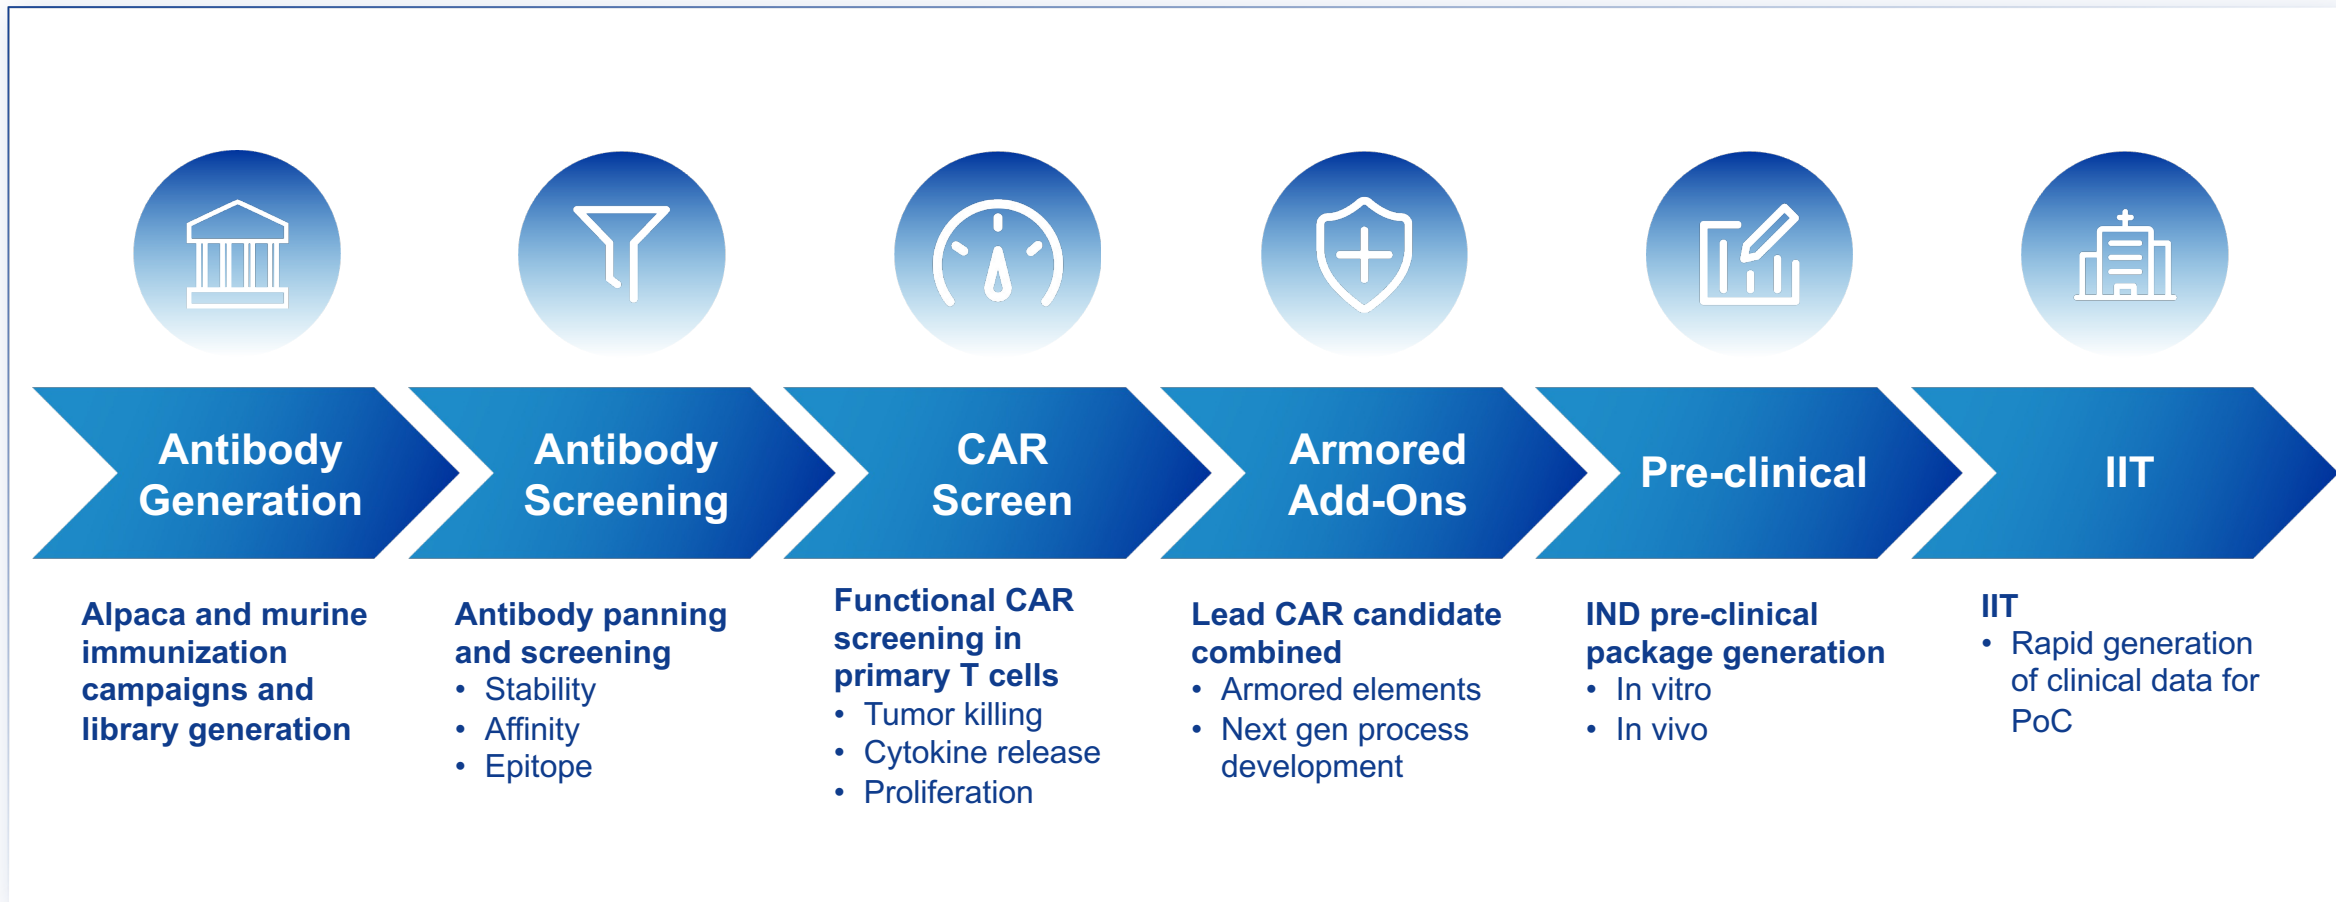 Antibody
Generation
Antibody
Screening
CAR
Screen
Armored
Add-Ons
Pre-clinical
IIT
Alpaca and murine
immunization
campaigns and
library generation
Antibody panning
and screening
• Stability
• Affinity
• Epitope
Functional CAR
screening in
primary T cells
• Tumor killing
• Cytokine release
• Proliferation
Lead CAR candidate
combined
• Armored elements
• Next gen process
development
IND pre-clinical
package generation
• In vitro
• In vivo
IIT
• Rapid generation
of clinical data for
PoC